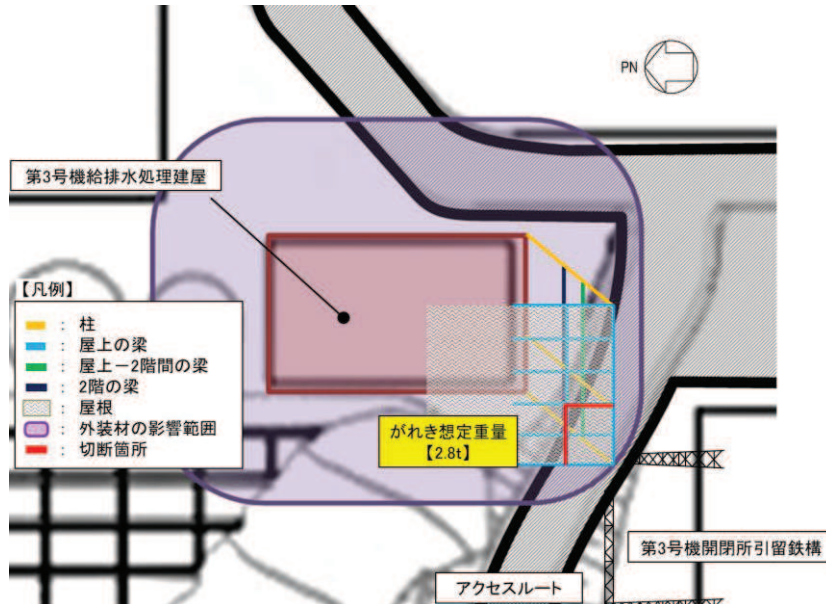 PN
第3号機給排水処理建屋
【凡例】
： 柱
： 屋上の梁
： 屋上－2階間の梁
： 2階の梁
： 屋根
： 外装材の影響範囲
： 切断箇所
がれき想定重量
【2.8t】
第3号機開閉所引留鉄構
アクセスルート